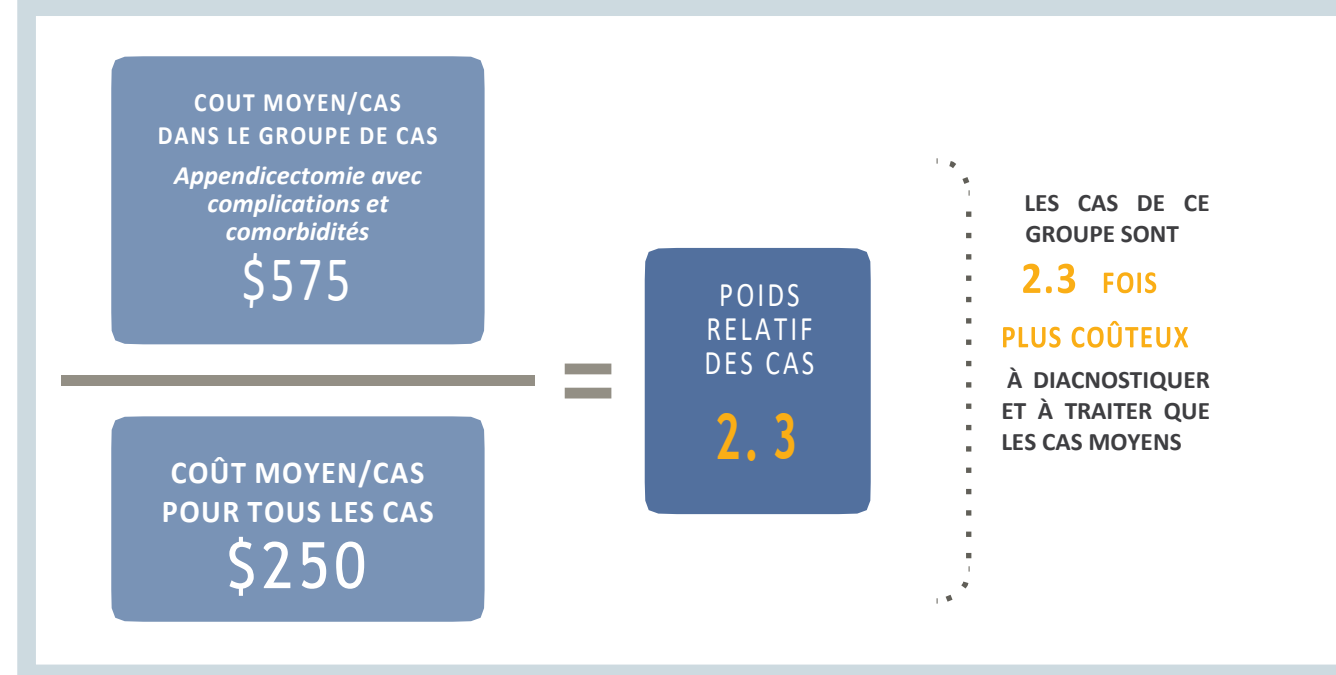 COUT MOYEN/CAS
DANS LE GROUPE DE CAS
Appendicectomie avec
complications et
comorbidités
$575
COÛT MOYEN/CAS
POUR TOUS LES CAS
$250
=
POIDS
RELATIF
DES CAS
2. 3
LES CAS DE CE
GROUPE SONT
2.3 FOIS
PLUS COÛTEUX
À DIACNOSTIQUER
ET À TRAITER QUE
LES CAS MOYENS